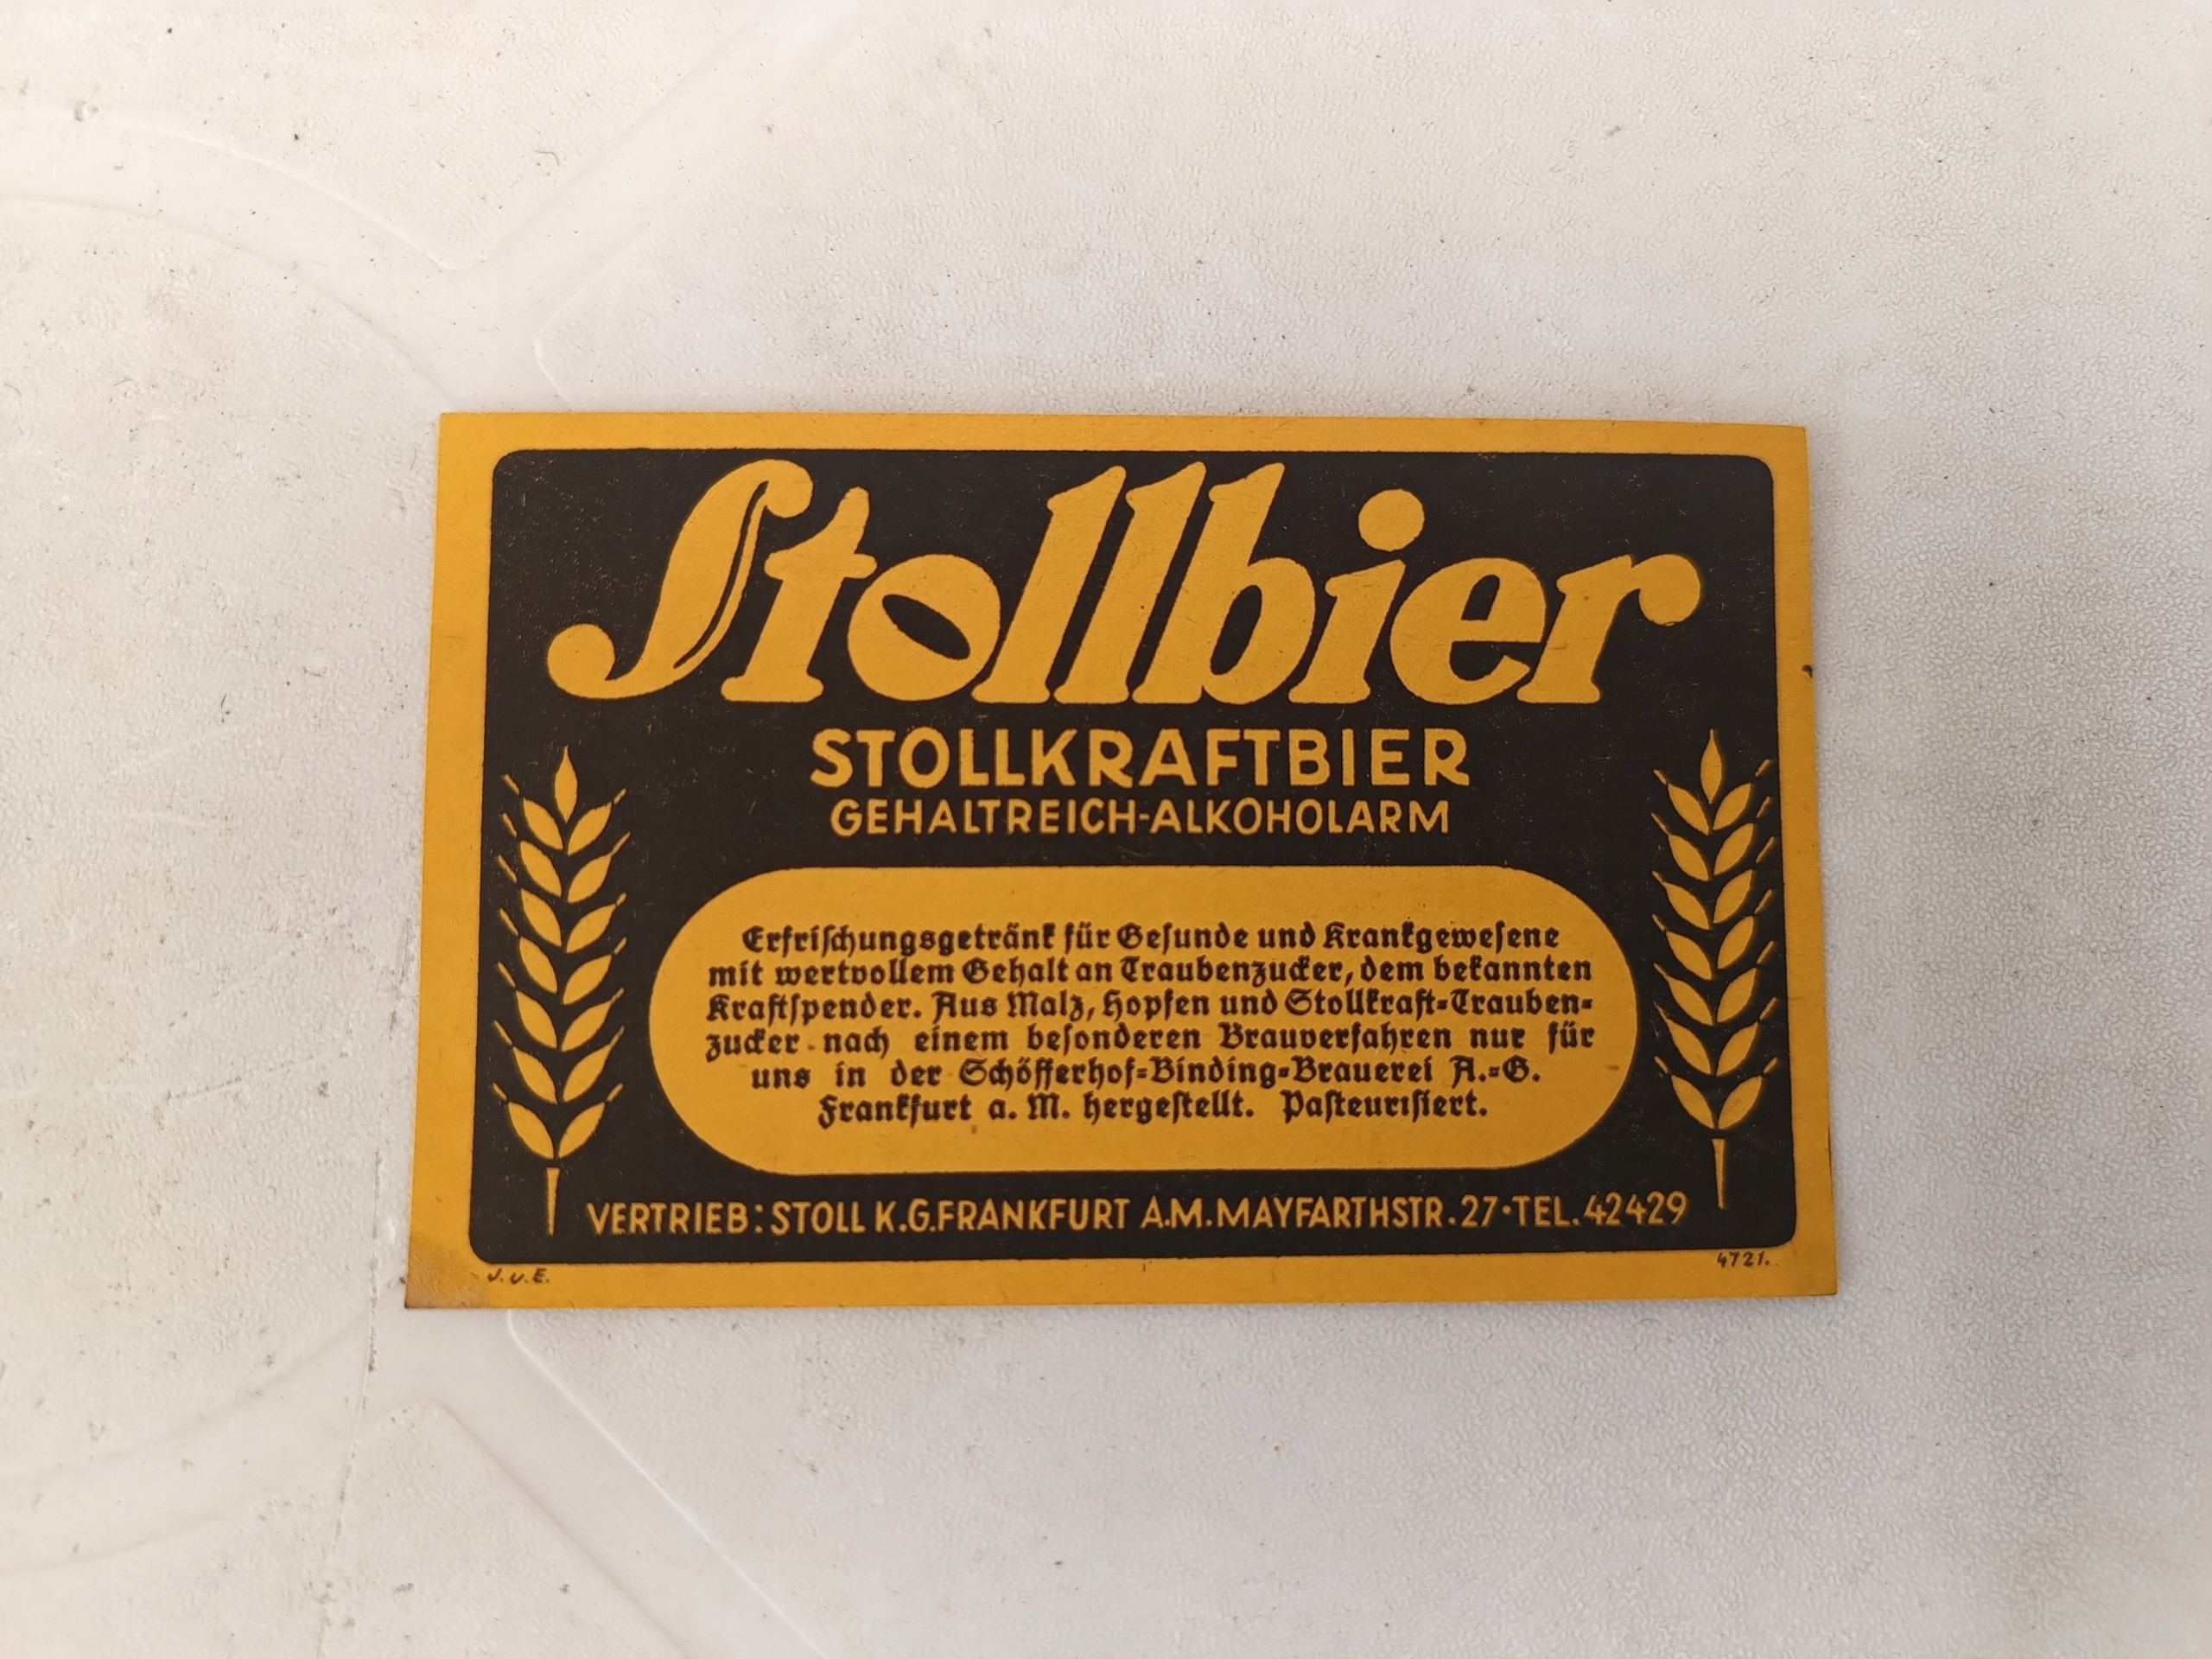 Stollbier
STOLLKRAFTBIER
GEHALTREICH-ALKOHOLARM
Erfriſchungsgetränk für Geſunde und Krankgeweſene
mit wertvollem Gehalt an Traubenzucker, dem bekannten
Kraftſpender. Aus Malz, Hopfen und Stollkraft-Trauben-
zucker nach einem beſonderen Brauverfahren nur für
uns in der Schöfferhof-Binding-Brauerei A.-G.
Frankfurt a. M. hergeſtellt. Paſteuriſiert.
VERTRIEB: STOLL K.G. FRANKFURT A.M. MAYFARTHSTR. 27 · TEL. 42429
J.u.E.
4721.